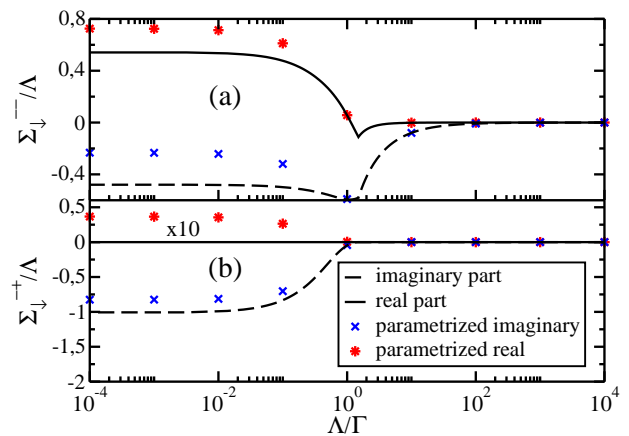 0,8
0,4
0
-0,4
Σ↓⁻⁻/Λ
(a)
0,5
0
-0,5
-1
-1,5
-2
Σ↓⁻⁺/Λ
x10
(b)
imaginary part
real part
parametrized imaginary
parametrized real
10⁻⁴ 10⁻² 10⁰ 10² 10⁴
Λ/Γ